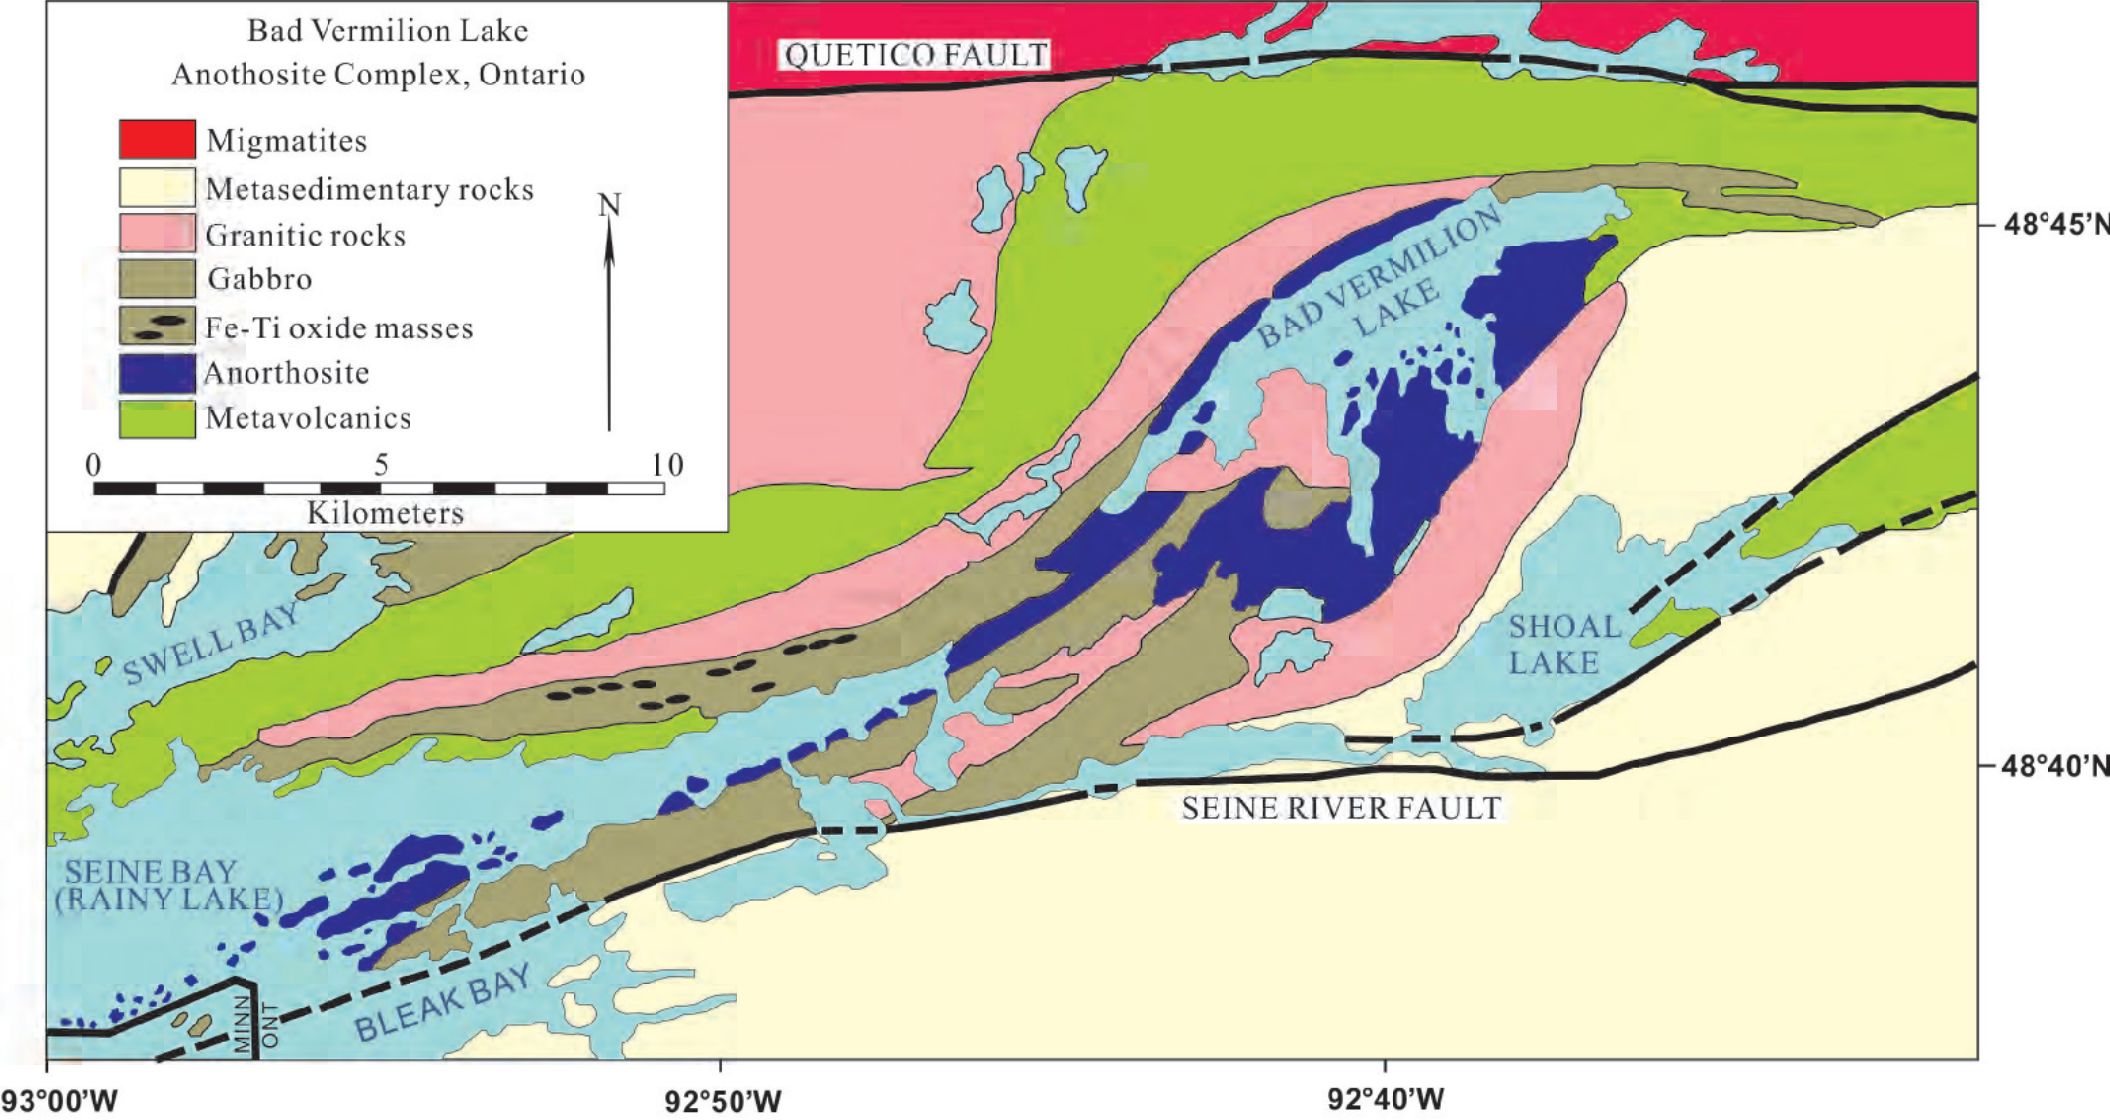 Bad Vermilion Lake
Anothosite Complex, Ontario
Migmatites
Metasedimentary rocks
Granitic rocks
Gabbro
Fe-Ti oxide masses
Anorthosite
Metavolcanics
N
0 5 10
Kilometers
QUETICO FAULT
BAD VERMILION
LAKE
48°45'N
SWELL BAY
SHOAL
LAKE
48°40'N
SEINE RIVER FAULT
SEINE BAY
(RAINY LAKE)
BLEAK BAY
MINN
ONT
93°00'W
92°50'W
92°40'W